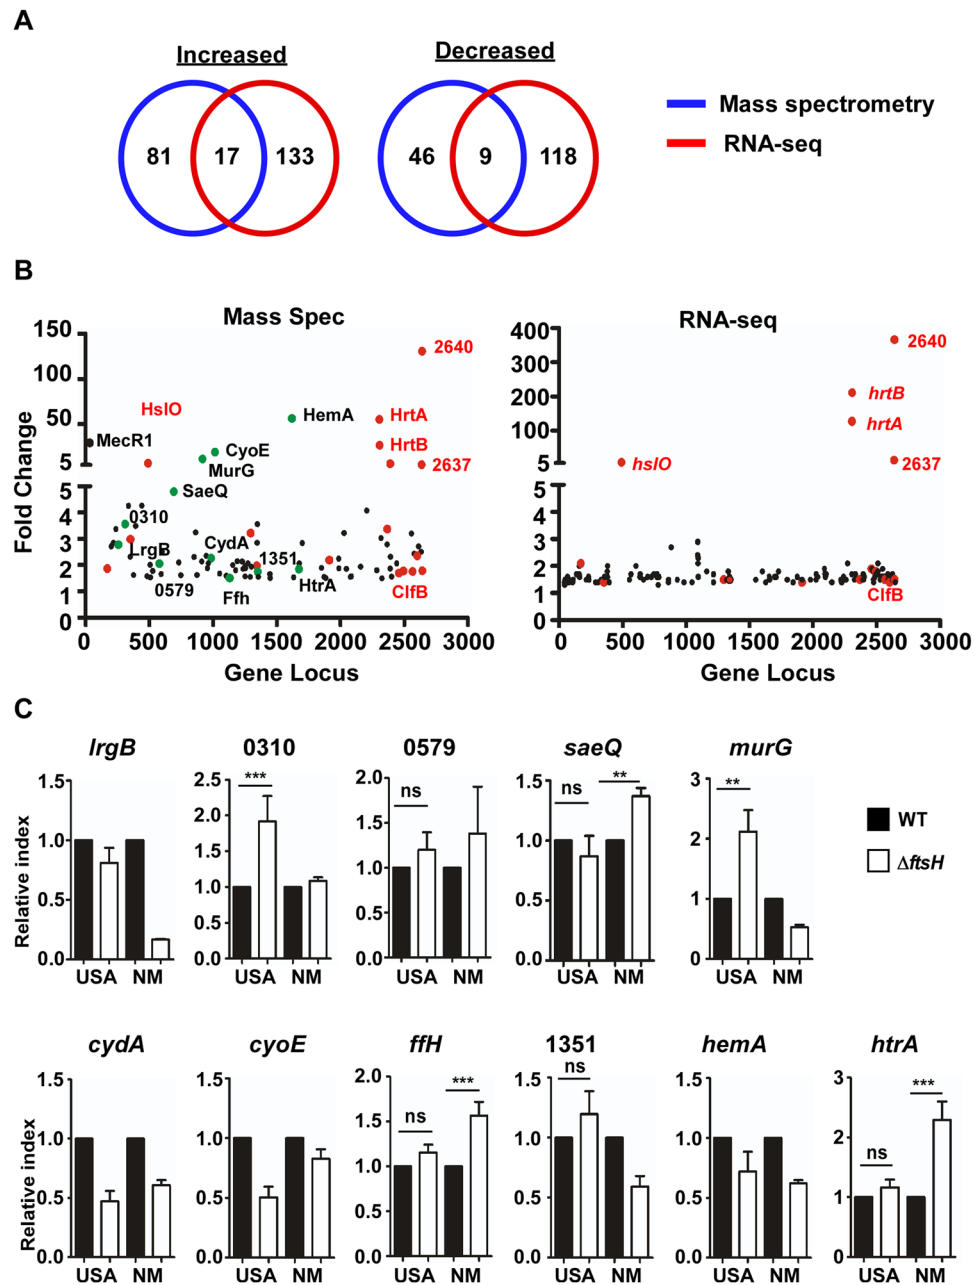 A
Increased
Decreased
81 17 133
46 9 118
Mass spectrometry
RNA-seq
B
Mass Spec
Fold Change
150
100
50
5
5
4
3
2
1
0
0 500 1000 1500 2000 2500 3000
Gene Locus
2640
HslO
HemA
HrtA
MecR1
CyoE
HrtB
MurG
2637
SaeQ
0310
LrgB
CydA
1351
0579
Ffh
HtrA
ClfB
RNA-seq
400
300
200
100
5
5
4
3
2
1
0
0 500 1000 1500 2000 2500 3000
Gene Locus
2640
hrtB
hrtA
hslO
2637
ClfB
C
lrgB
Relative index
1.5
1.0
0.5
0.0
USA NM
0310
2.5
2.0
1.5
1.0
0.5
0.0
***
USA NM
0579
2.0
1.5
1.0
0.5
0.0
ns
USA NM
saeQ
1.5
1.0
0.5
0.0
ns
**
USA NM
murG
3
2
1
0
**
USA NM
WT
ΔftsH
cydA
Relative index
1.5
1.0
0.5
0.0
USA NM
cyoE
1.5
1.0
0.5
0.0
USA NM
ffH
2.0
1.5
1.0
0.5
0.0
ns
***
USA NM
1351
1.5
1.0
0.5
0.0
ns
USA NM
hemA
1.5
1.0
0.5
0.0
USA NM
htrA
3
2
1
0
ns
***
USA NM